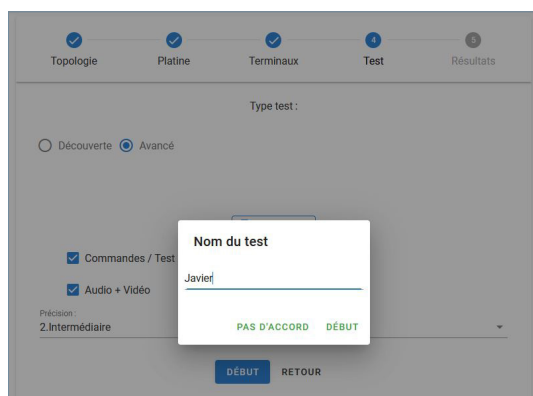 4 5
Topologie Platine Terminaux Test Résultats
Type test :
Découverte Avancé
Nom du test
Commandes / Test
Javier
Audio + Vidéo
Précision :
2.Intermédiaire
PAS D'ACCORD DÉBUT
DÉBUT RETOUR